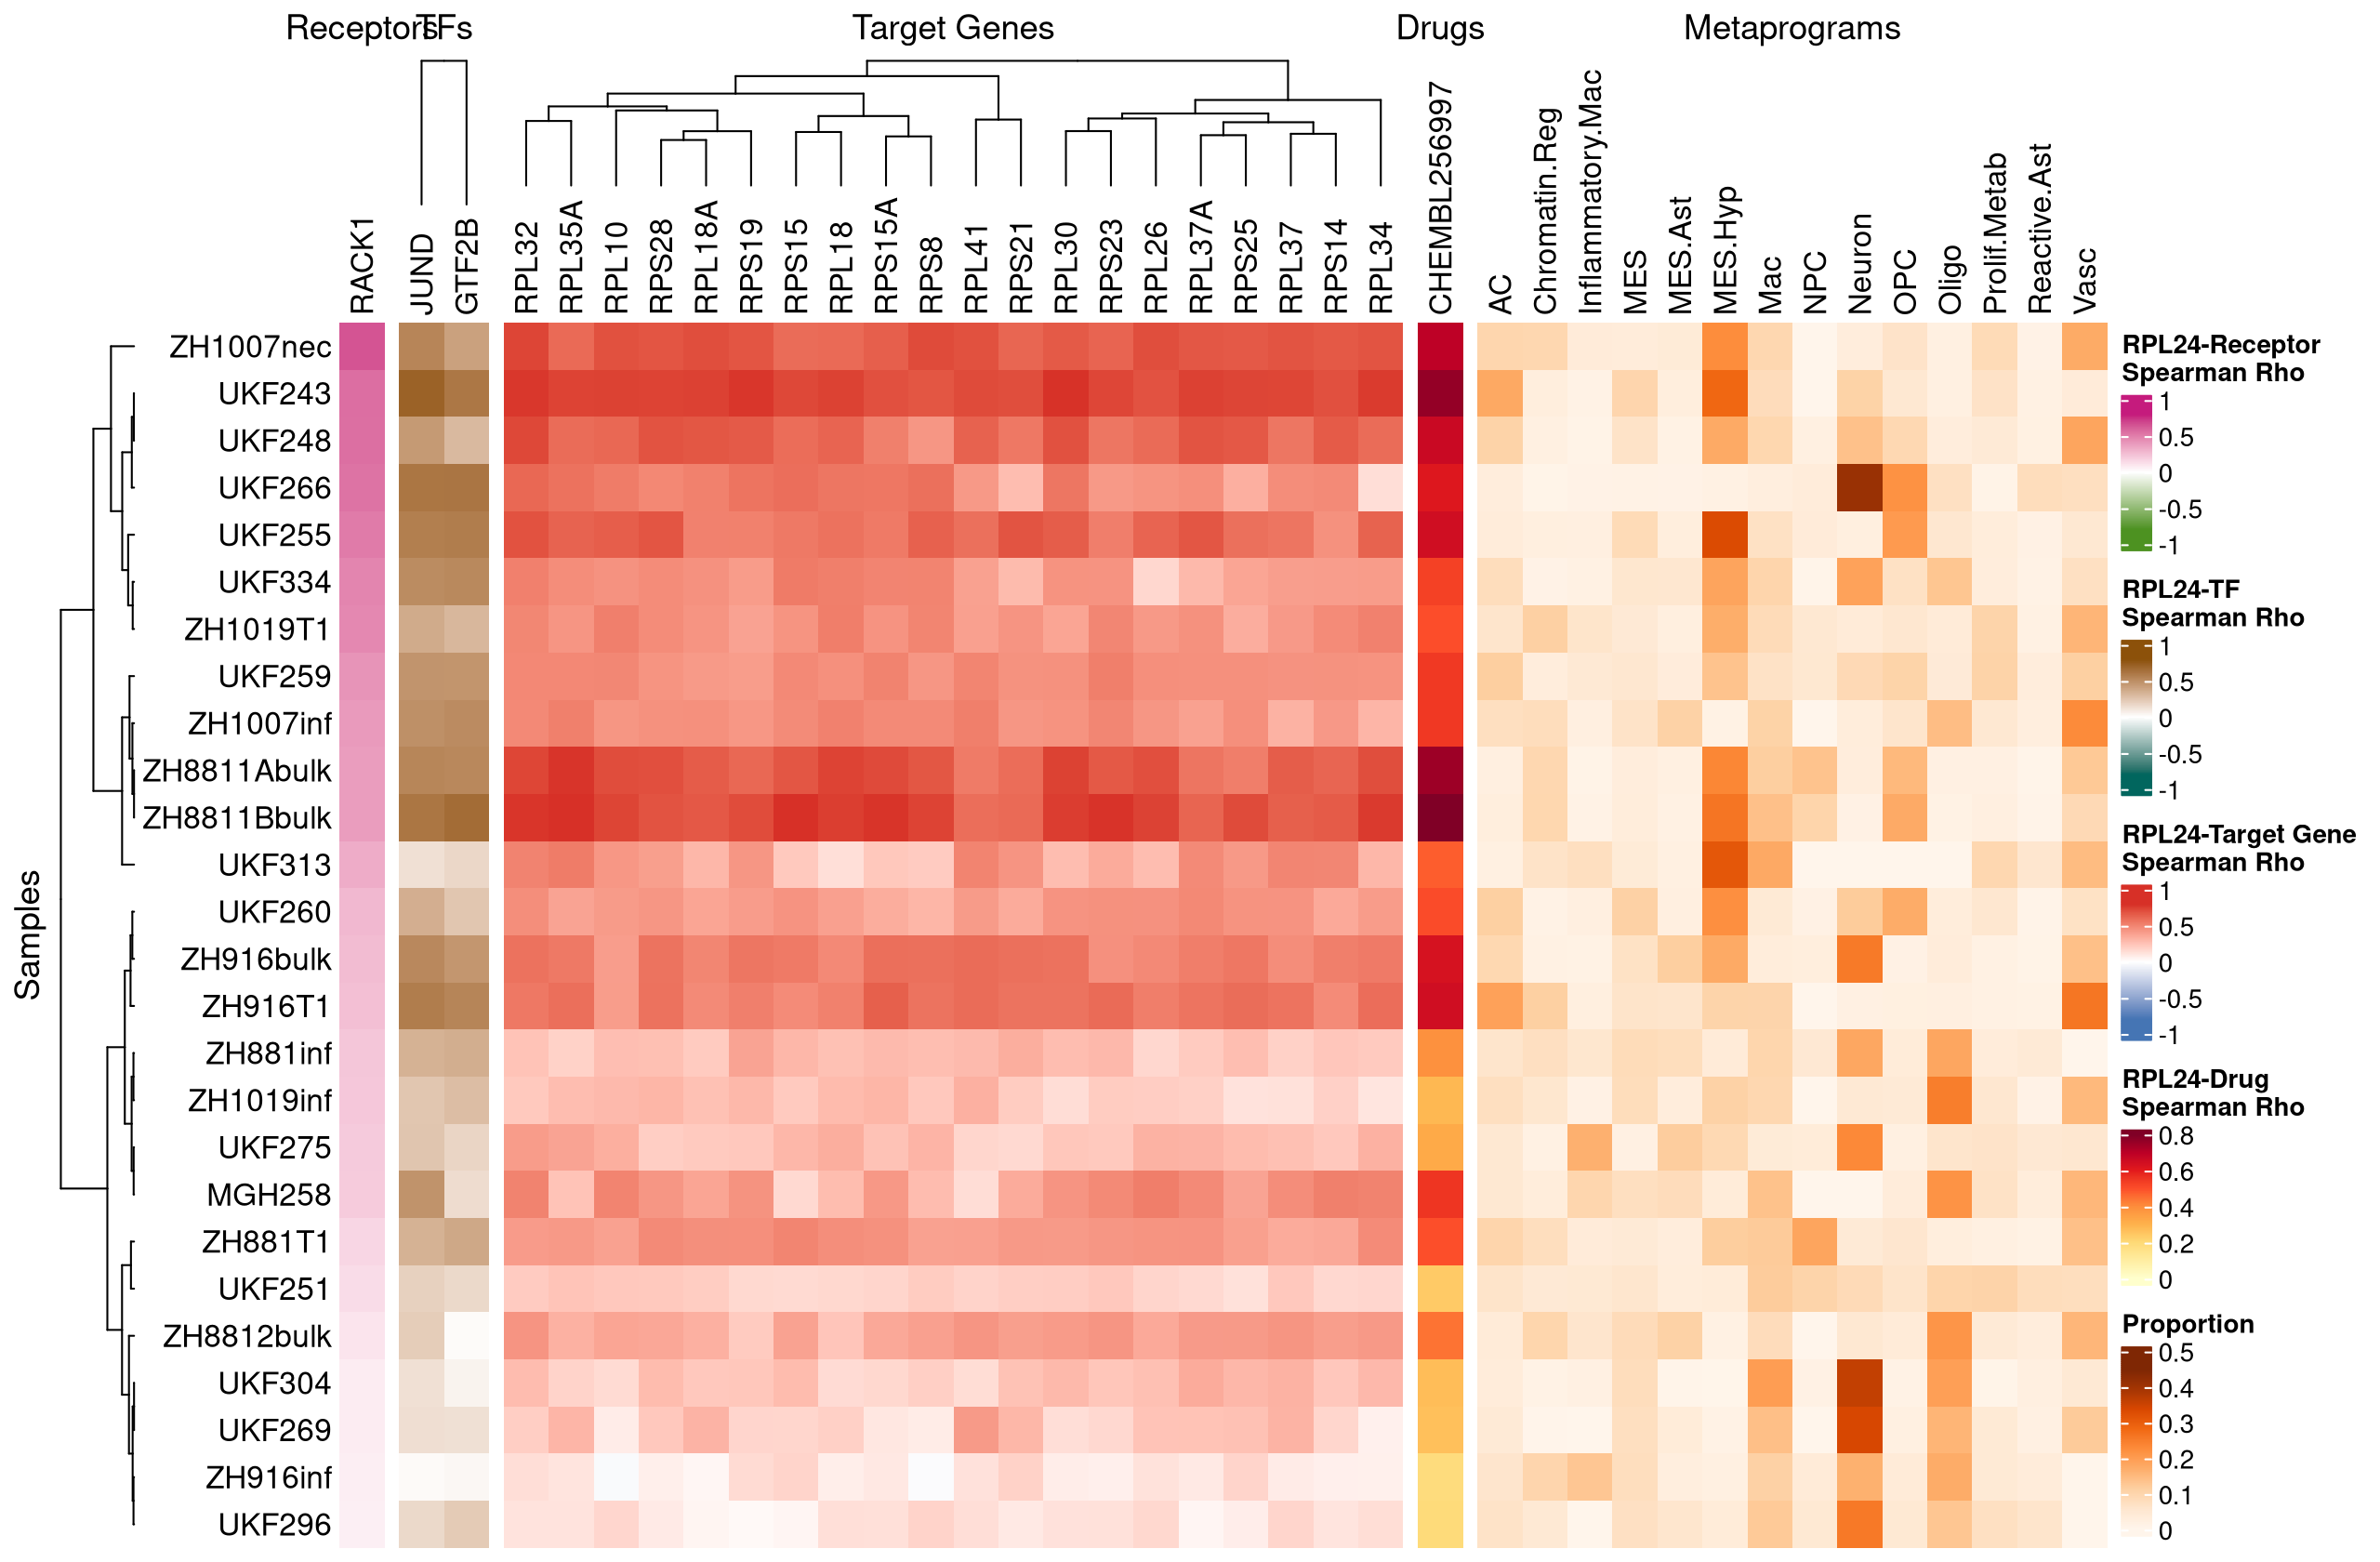 Receptors
TFs
Target Genes
Drugs
Metaprograms
RACK1
JUND
GTF2B
RPL32
RPL35A
RPL10
RPS28
RPL18A
RPS19
RPS15
RPL18
RPS15A
RPS8
RPL41
RPS21
RPL30
RPS23
RPL26
RPL37A
RPS25
RPL37
RPS14
RPL34
CHEMBL256997
AC
Chromatin.Reg
Inflammatory.Mac
MES
MES.Ast
MES.Hyp
Mac
NPC
Neuron
OPC
Oligo
Prolif.Metab
Reactive.Ast
Vasc
Samples
ZH1007nec
UKF243
UKF248
UKF266
UKF255
UKF334
ZH1019T1
UKF259
ZH1007inf
ZH8811Abulk
ZH8811Bbulk
UKF313
UKF260
ZH916bulk
ZH916T1
ZH881inf
ZH1019inf
UKF275
MGH258
ZH881T1
UKF251
ZH8812bulk
UKF304
UKF269
ZH916inf
UKF296
RPL24-Receptor
Spearman Rho
1
0.5
0
-0.5
-1
RPL24-TF
Spearman Rho
1
0.5
0
-0.5
-1
RPL24-Target Gene
Spearman Rho
1
0.5
0
-0.5
-1
RPL24-Drug
Spearman Rho
0.8
0.6
0.4
0.2
0
Proportion
0.5
0.4
0.3
0.2
0.1
0